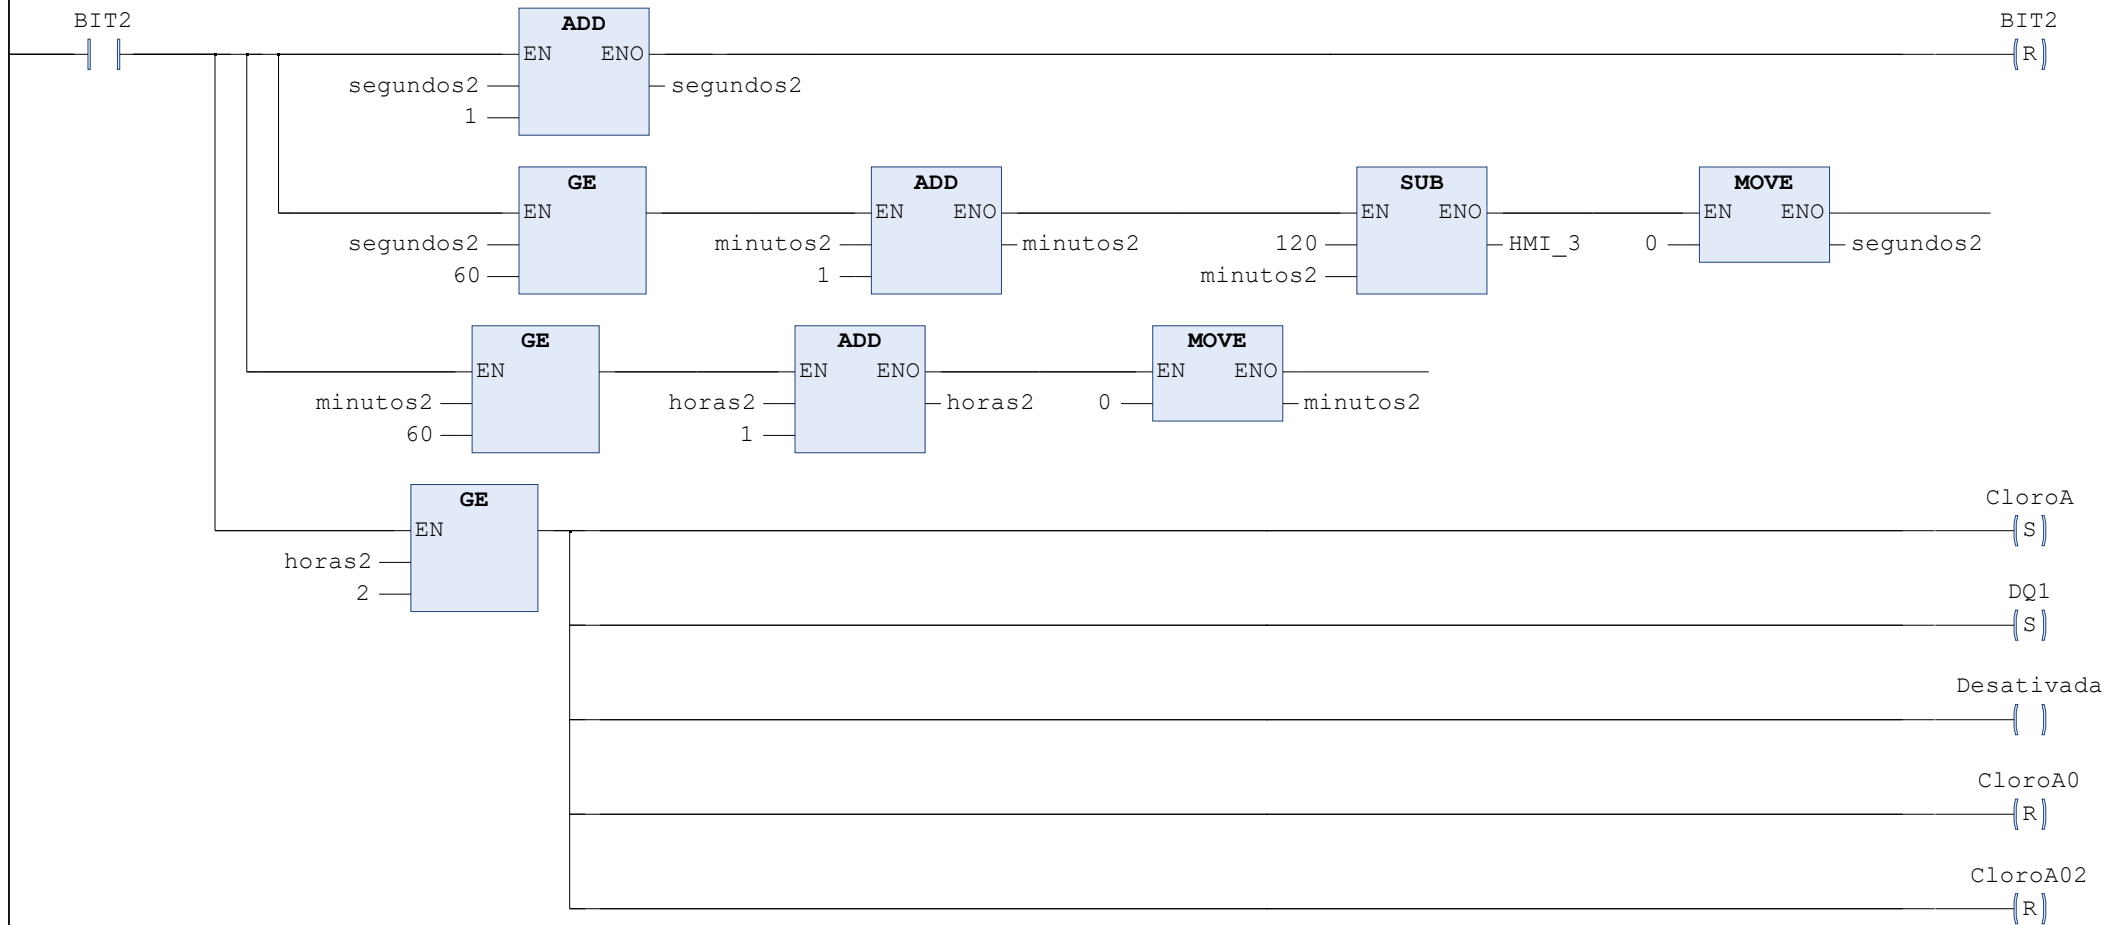 BIT2 ADD BIT2
EN ENO (R)
segundos2 segundos2
1
GE ADD SUB MOVE
EN EN ENO EN ENO EN ENO
segundos2 minutos2 minutos2 120 HMI_3 0 segundos2
60 1 minutos2
GE ADD MOVE
EN EN ENO EN ENO
minutos2 horas2 horas2 0 minutos2
60 1
GE CloroA
EN (S)
horas2
2 DQ1
(S)
Desativada
( )
CloroA0
(R)
CloroA02
(R)